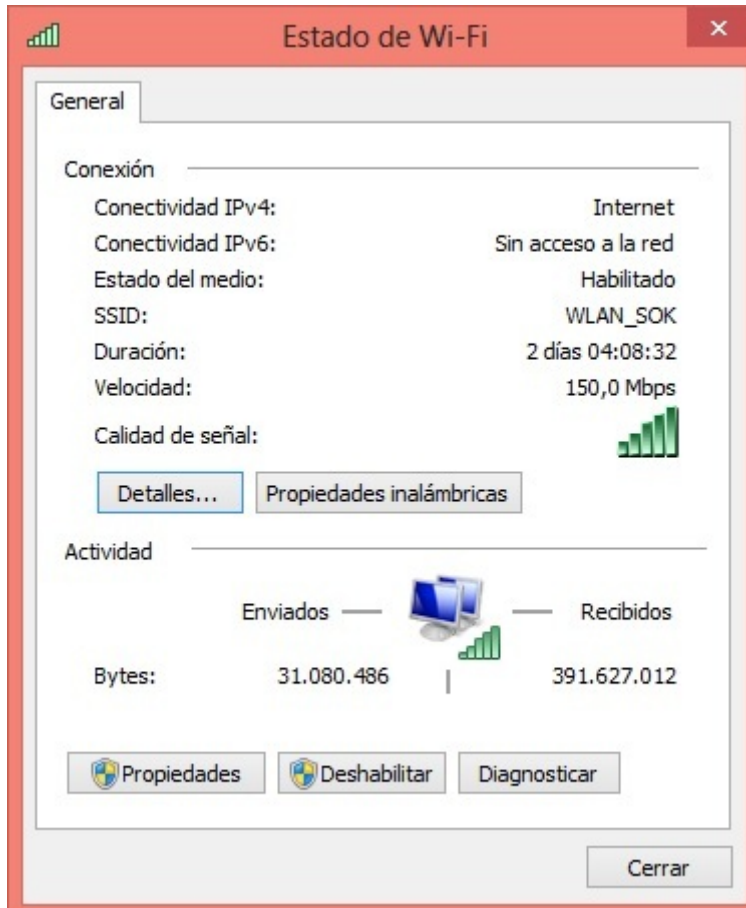 Estado de Wi-Fi
General
Conexión
Conectividad IPv4: Internet
Conectividad IPv6: Sin acceso a la red
Estado del medio: Habilitado
SSID: WLAN_SOK
Duración: 2 días 04:08:32
Velocidad: 150,0 Mbps
Calidad de señal:
Detalles... Propiedades inalámbricas
Actividad
Enviados Recibidos
Bytes: 31.080.486 391.627.012
Propiedades Deshabilitar Diagnosticar
Cerrar